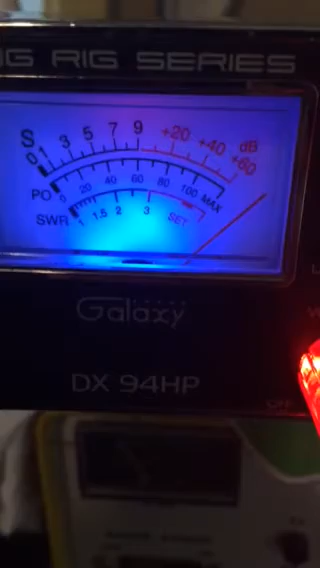 G RIG SERIES
S 0 1 3 5 7 9 +20 +40 +60 dB
PO 0 20 40 60 80 100 MAX
SWR 1 1.5 2 3 SET
Galaxy
DX 94HP